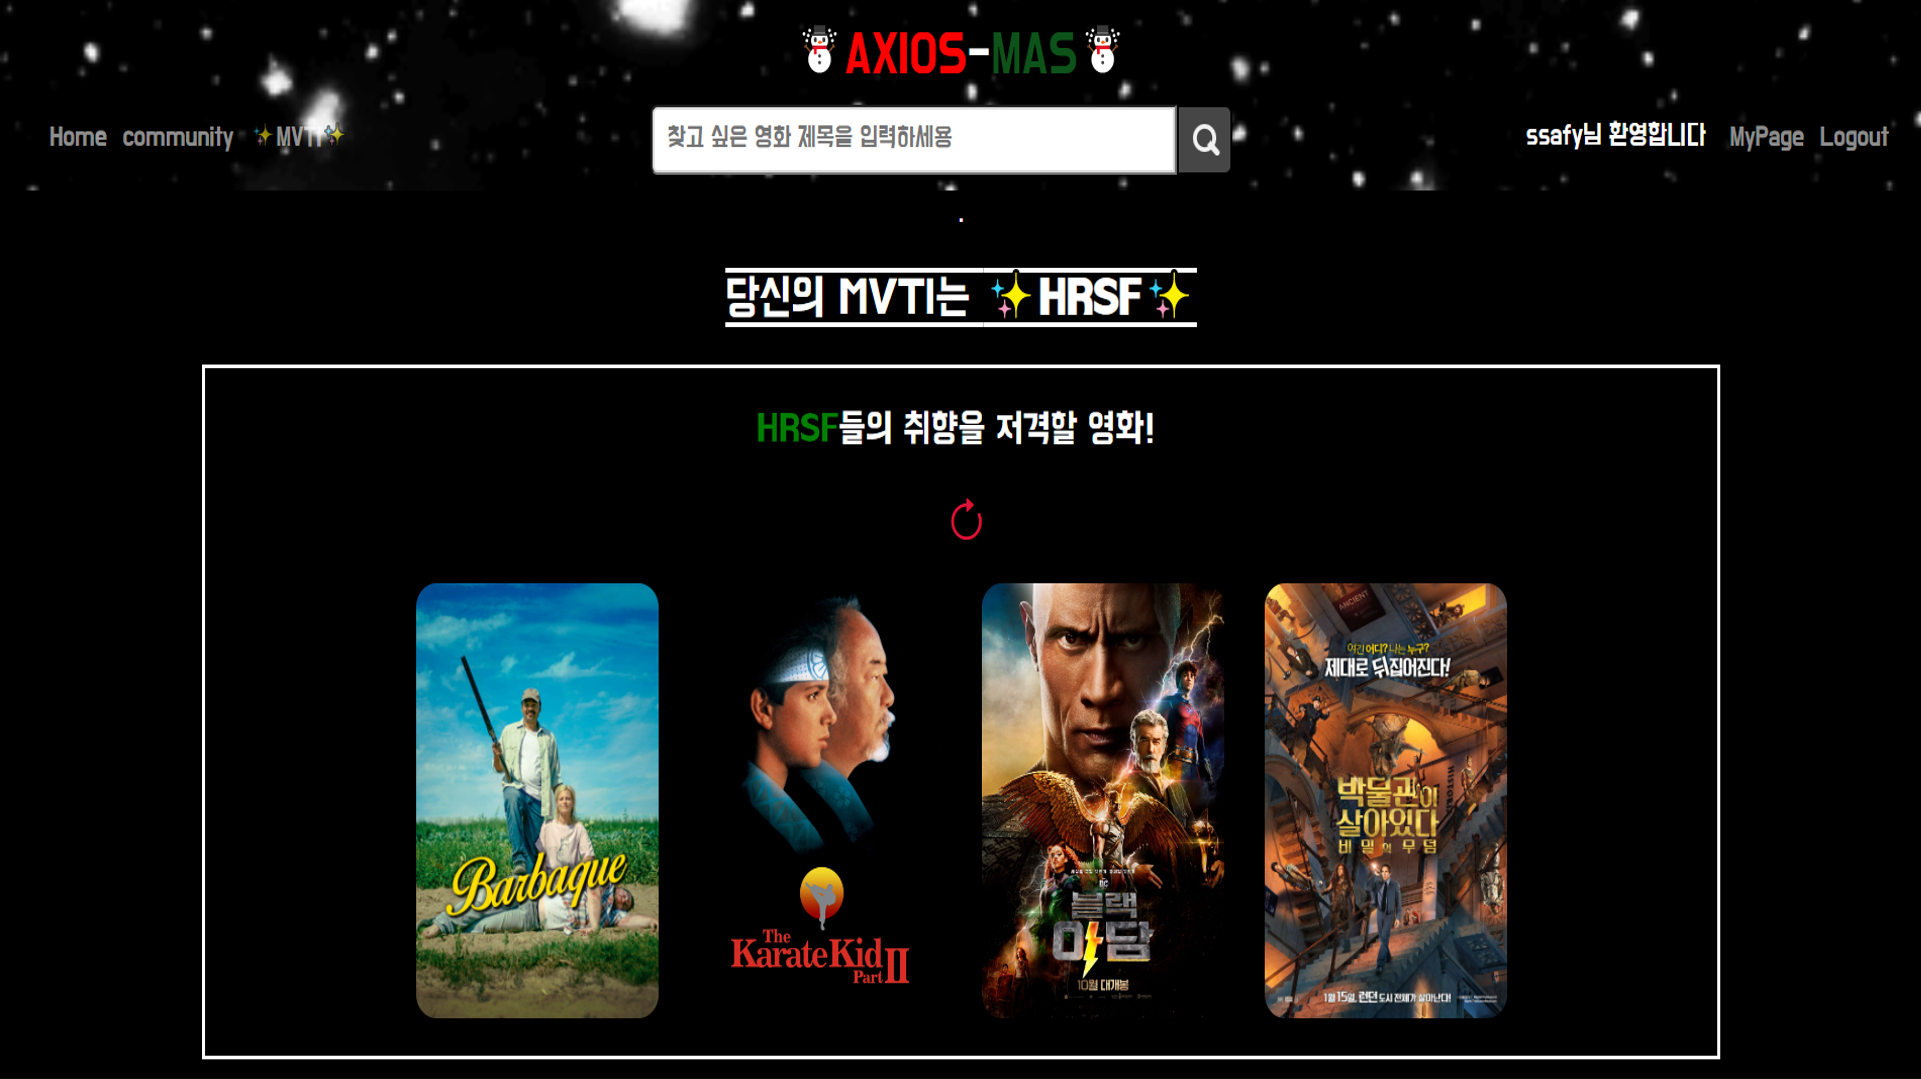 AXIOS-MAS
Home community MVTI
찾고 싶은 영화 제목을 입력하세용
ssafy님 환영합니다 MyPage Logout
.
당신의 MVTI는 ✨HRSF✨
HRSF들의 취향을 저격할 영화!
Barbaque
The
Karate Kid
Part II
DC
블랙
아담
10월 대개봉
ANCIENT
여긴 어디? 나는 누구?
제대로 뒤집어진다!
박물관이
살아있다
비밀의 무덤
1월 15일, 런던 도시 전체가 살아난다!